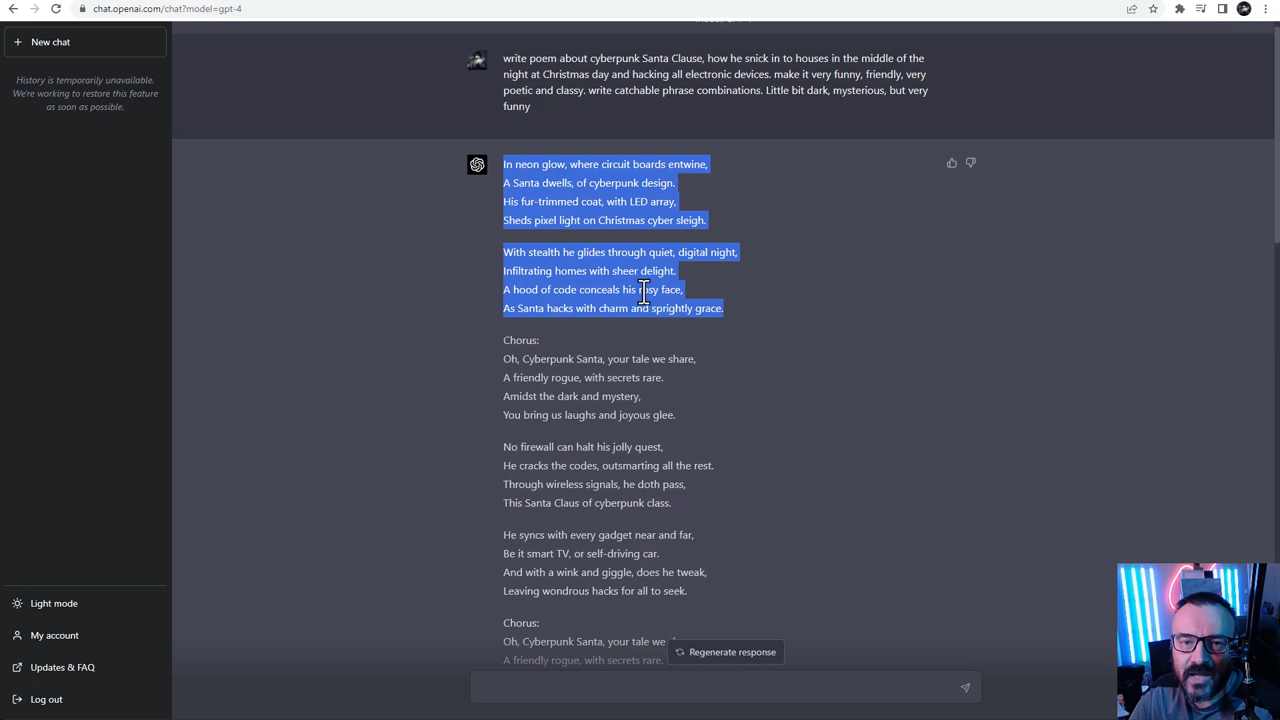 chat.openai.com/chat?model=gpt-4
New chat
History is temporarily unavailable.
We're working to restore this feature
as soon as possible.
write poem about cyberpunk Santa Clause, how he snick in to houses in the middle of the
night at Christmas day and hacking all electronic devices. make it very funny, friendly, very
poetic and classy. write catchable phrase combinations. Little bit dark, mysterious, but very
funny
In neon glow, where circuit boards entwine,
A Santa dwells, of cyberpunk design.
His fur-trimmed coat, with LED array,
Sheds pixel light on Christmas cyber sleigh.
With stealth he glides through quiet, digital night,
Infiltrating homes with sheer delight.
A hood of code conceals his rosy face,
As Santa hacks with charm and sprightly grace.
Chorus:
Oh, Cyberpunk Santa, your tale we share,
A friendly rogue, with secrets rare.
Amidst the dark and mystery,
You bring us laughs and joyous glee.
No firewall can halt his jolly quest,
He cracks the codes, outsmarting all the rest.
Through wireless signals, he doth pass,
This Santa Claus of cyberpunk class.
He syncs with every gadget near and far,
Be it smart TV, or self-driving car.
And with a wink and giggle, does he tweak,
Leaving wondrous hacks for all to seek.
Chorus:
Oh, Cyberpunk Santa, your tale we
A friendly rogue, with secrets rare.
Regenerate response
Light mode
My account
Updates & FAQ
Log out